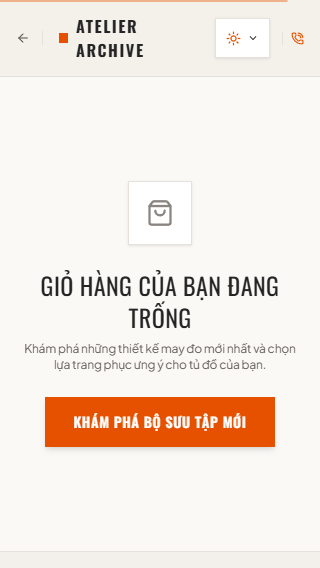 ATELIER
ARCHIVE
GIỎ HÀNG CỦA BẠN ĐANG
TRỐNG
Khám phá những thiết kế may đo mới nhất và chọn
lựa trang phục ưng ý cho tủ đồ của bạn.
KHÁM PHÁ BỘ SƯU TẬP MỚI